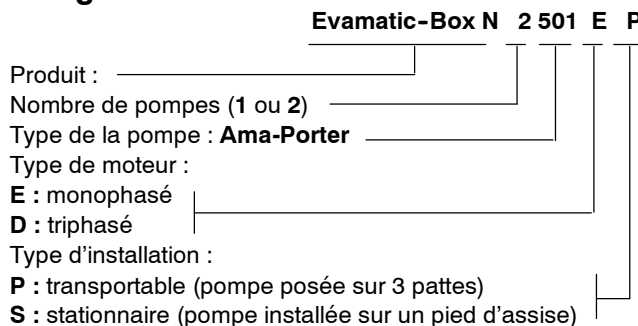 Evamatic-Box N 2 501 E P
Produit :
Nombre de pompes (1 ou 2)
Type de la pompe : Ama-Porter
Type de moteur :
E : monophasé
D : triphasé
Type d'installation :
P : transportable (pompe posée sur 3 pattes)
S : stationnaire (pompe installée sur un pied d'assise)